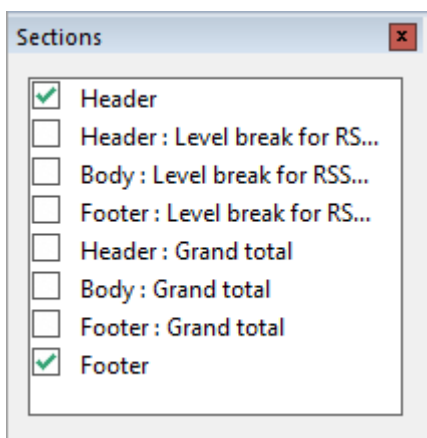 Sections
Header
Header : Level break for RS...
Body : Level break for RSS...
Footer : Level break for RS...
Header : Grand total
Body : Grand total
Footer : Grand total
Footer